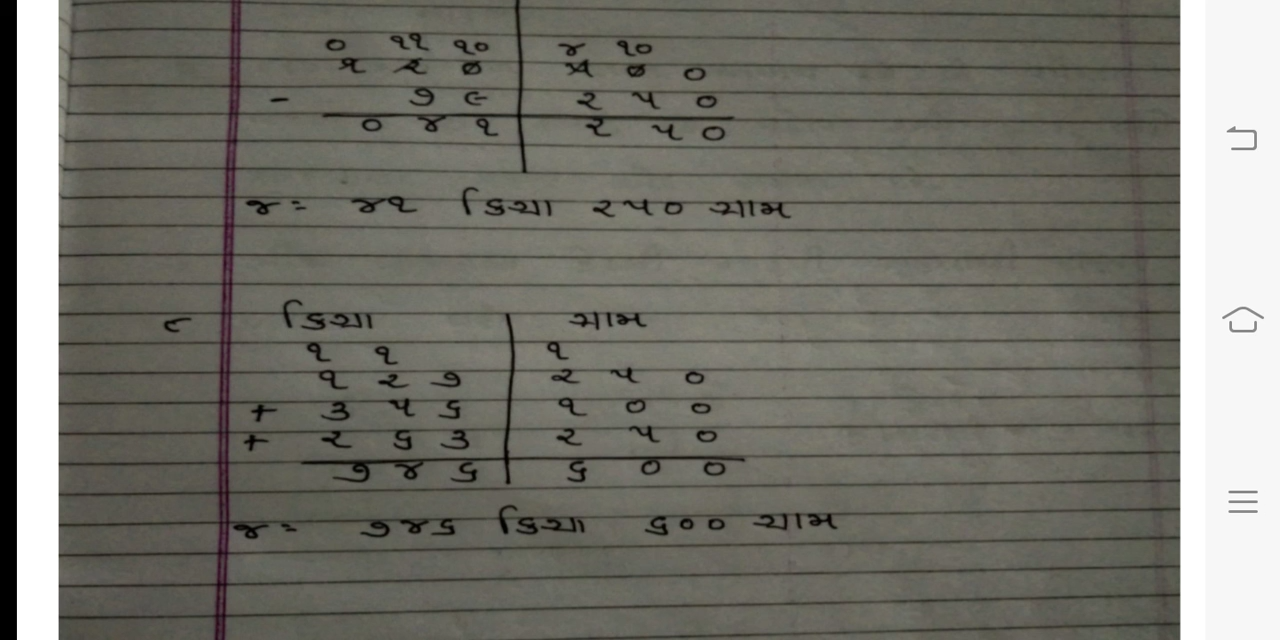 ૦ ૧૧ ૧૦ ૪ ૧૦
૧ ૨ ૦ ૫ ૦ ૦
- ૭ ૯ ૨ ૫ ૦
૦ ૪ ૧ ૨ ૫ ૦
જ = ૪૧ કિગ્રા ૨૫૦ ગ્રામ
૮ કિગ્રા ગ્રામ
૧ ૧ ૧
૧ ૨ ૭ ૨ ૫ ૦
+ ૩ ૫ ૬ ૧ ૦ ૦
+ ૨ ૬ ૩ ૨ ૫ ૦
૭ ૪ ૬ ૬ ૦ ૦
જ = ૭૪૬ કિગ્રા ૬૦૦ ગ્રામ